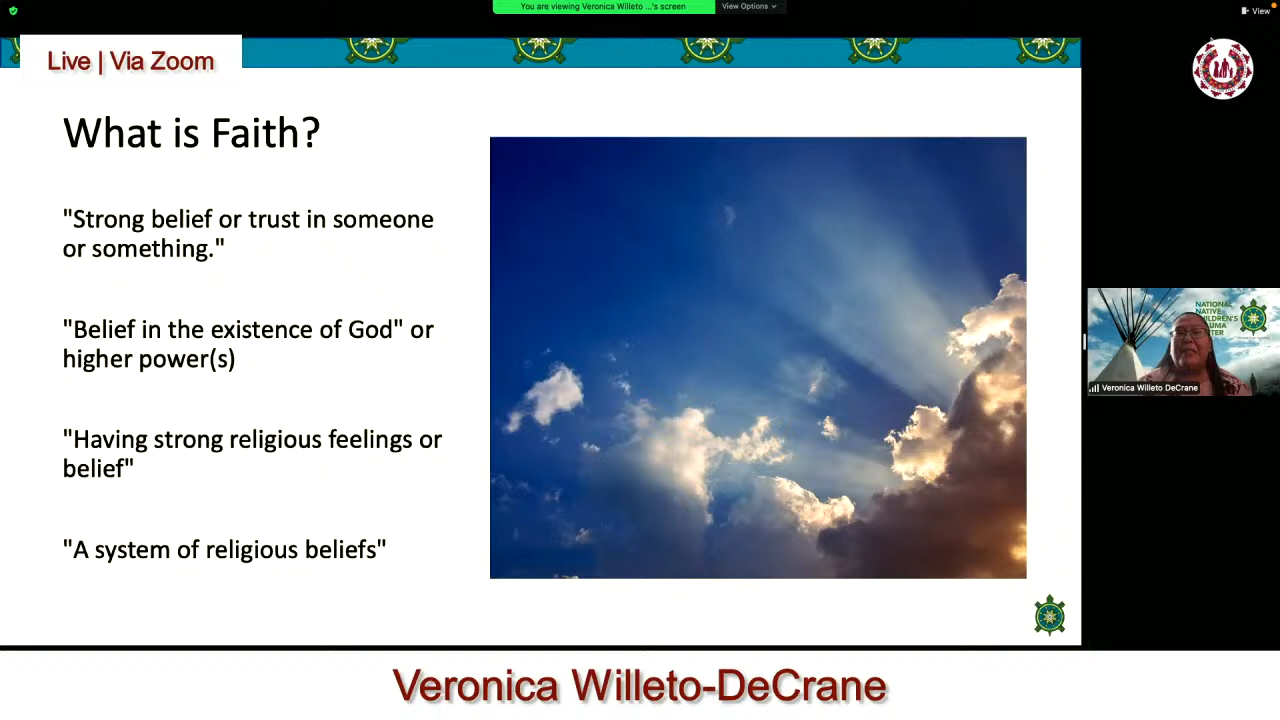 You are viewing Veronica Willeto ...'s screen
View Options
View
Live | Via Zoom
What is Faith?
"Strong belief or trust in someone
or something."
"Belief in the existence of God" or
higher power(s)
"Having strong religious feelings or
belief"
"A system of religious beliefs"
NATIONAL
NATIVE
CHILDREN'S
TRAUMA
CENTER
Veronica Willeto DeCrane
Veronica Willeto-DeCrane